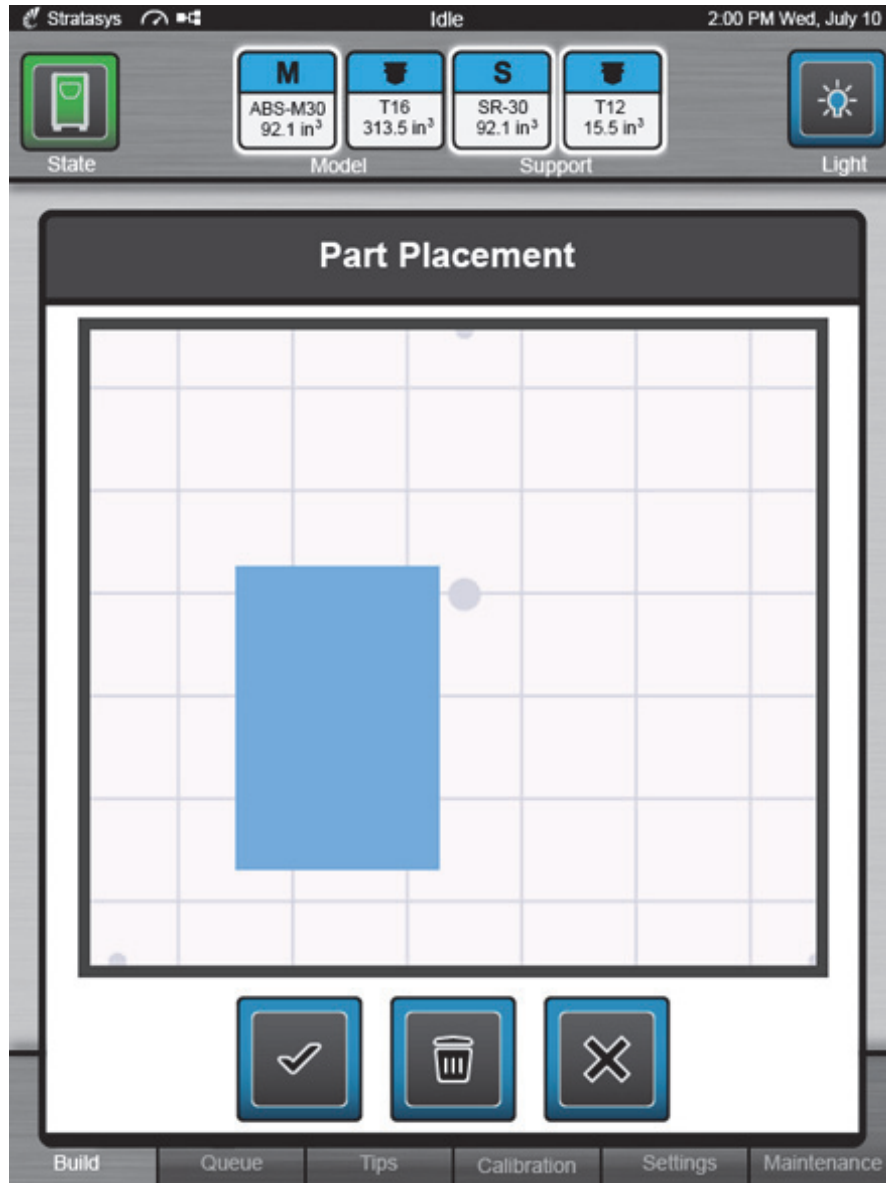 Stratasys Idle 2:00 PM Wed, July 10
M S
ABS-M30 T16 SR-30 T12
92.1 in³ 313.5 in³ 92.1 in³ 15.5 in³
State Model Support Light
Part Placement
Build Queue Tips Calibration Settings Maintenance